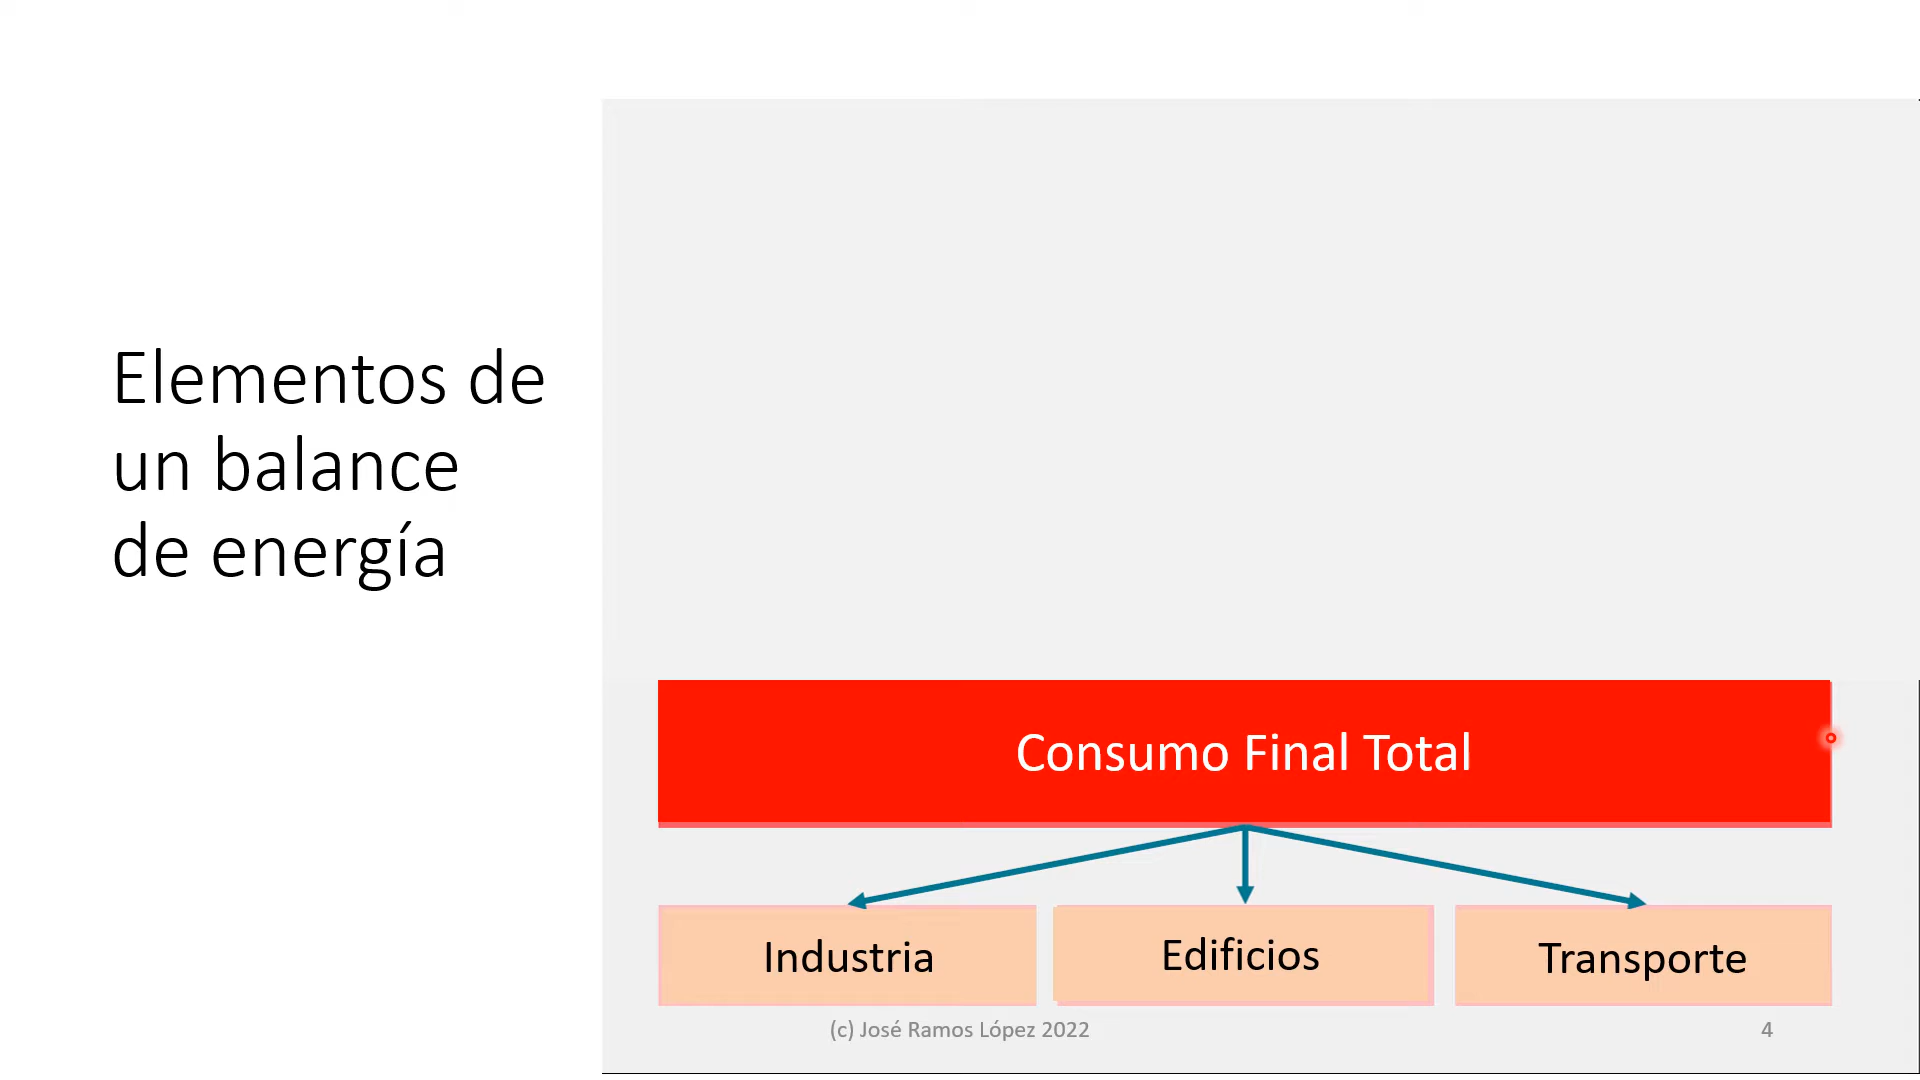 Elementos de
un balance
de energía
Consumo Final Total
Industria
Edificios
Transporte
(c) José Ramos López 2022
4